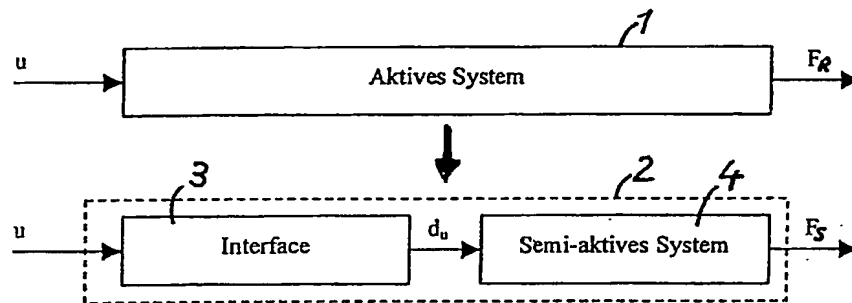 1
u
Aktives System
F_R
3
2
4
u
Interface
d_u
Semi-aktives System
F_S